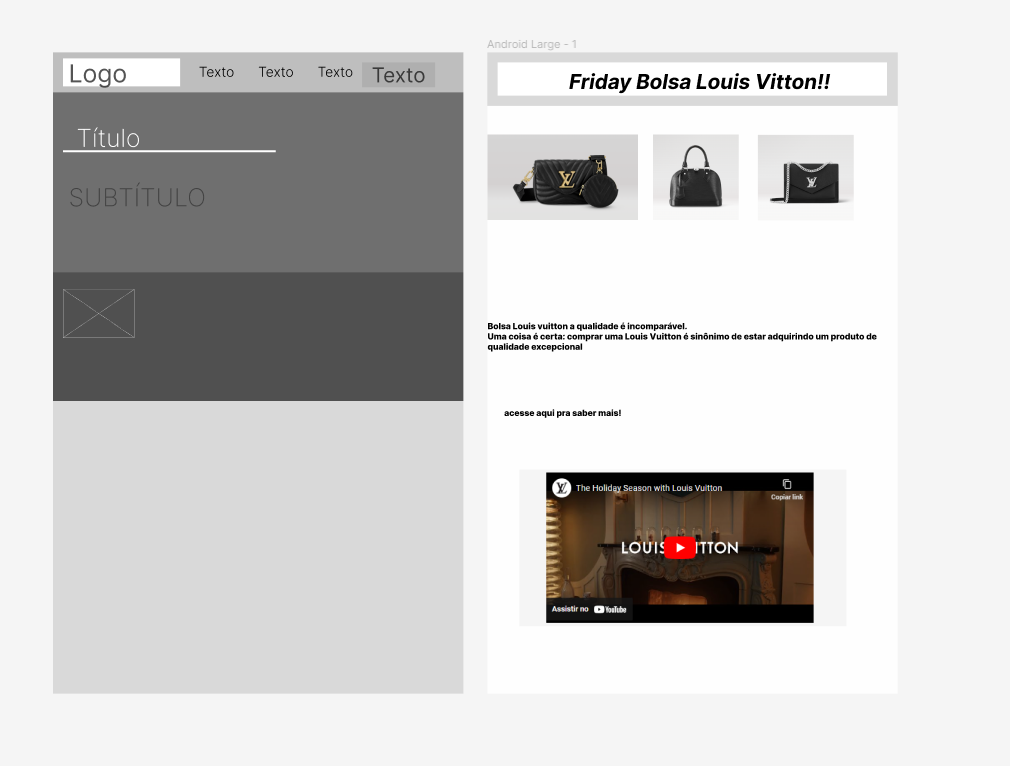 Logo
Texto
Texto
Texto
Texto
Título
SUBTÍTULO
Android Large - 1
Friday Bolsa Louis Vitton!!
Bolsa Louis vuitton a qualidade é incomparável.
Uma coisa é certa: comprar uma Louis Vuitton é sinônimo de estar adquirindo um produto de
qualidade excepcional
acesse aqui pra saber mais!
The Holiday Season with Louis Vuitton
Copiar link
LOUIS ITTON
Assistir no YouTube